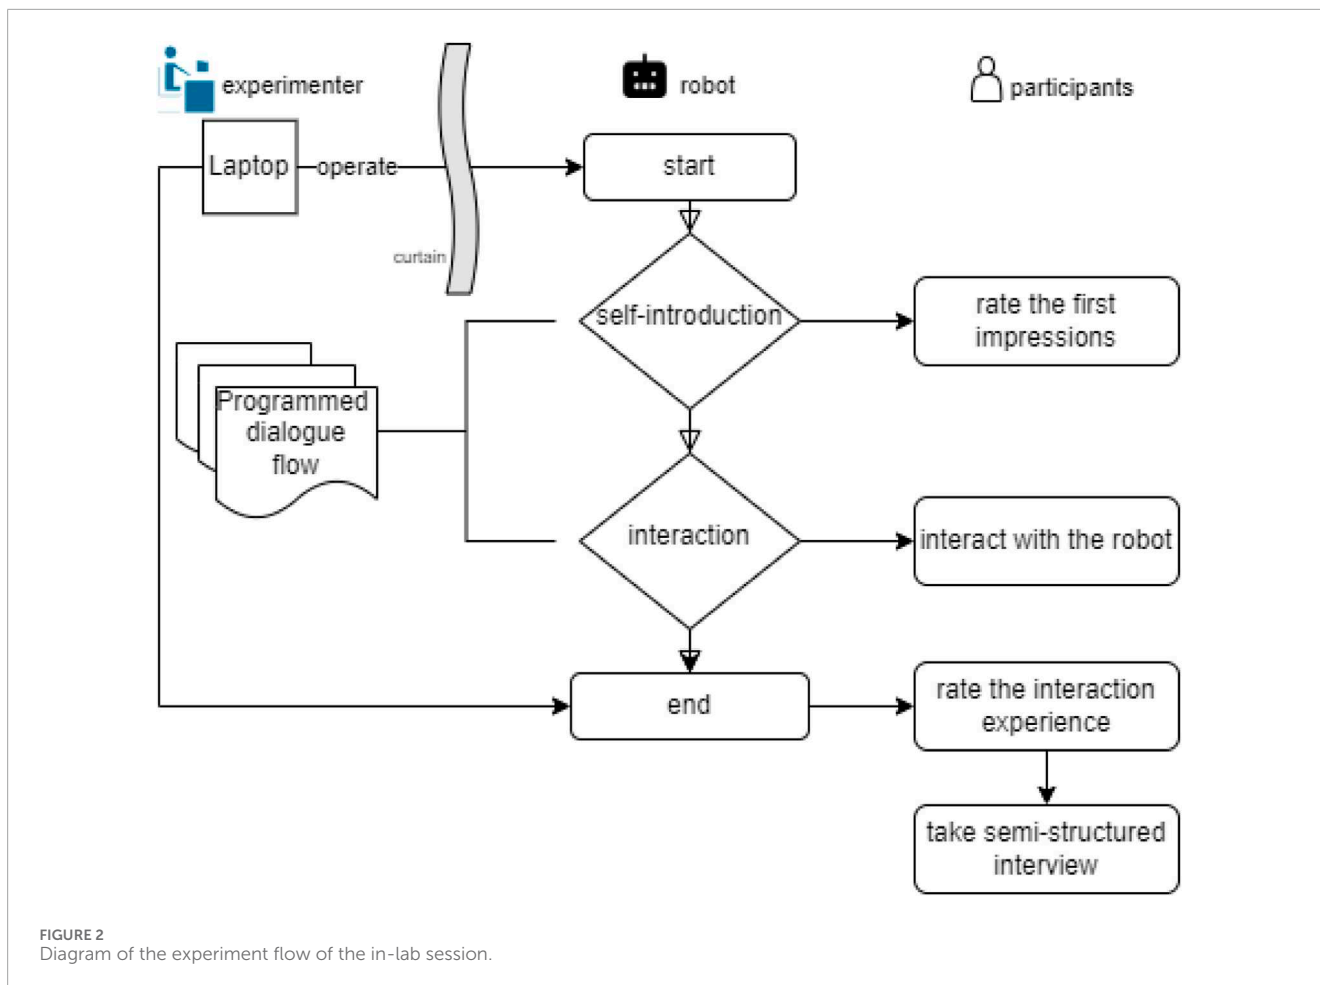 experimenter
robot
participants
Laptop
operate
start
curtain
self-introduction
rate the first
impressions
Programmed
dialogue
flow
interaction
interact with the robot
end
rate the interaction
experience
take semi-structured
interview
FIGURE 2
Diagram of the experiment flow of the in-lab session.